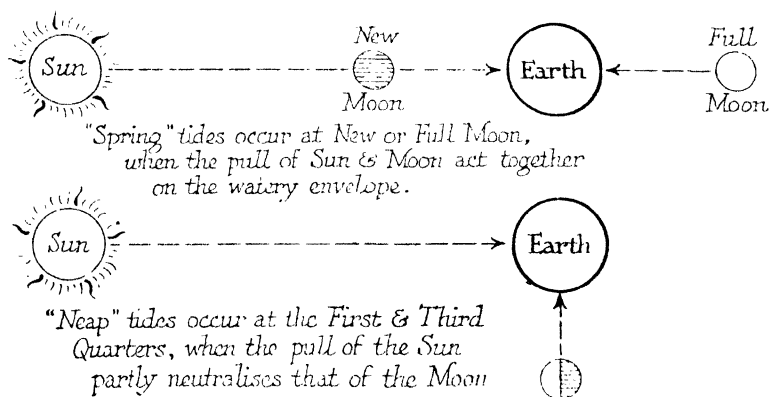 New
Full
Sun
Earth
Moon
Moon
"Spring" tides occur at New or Full Moon,
when the pull of Sun & Moon act together
on the watery envelope.
Sun
Earth
"Neap" tides occur at the First & Third
Quarters, when the pull of the Sun
partly neutralises that of the Moon